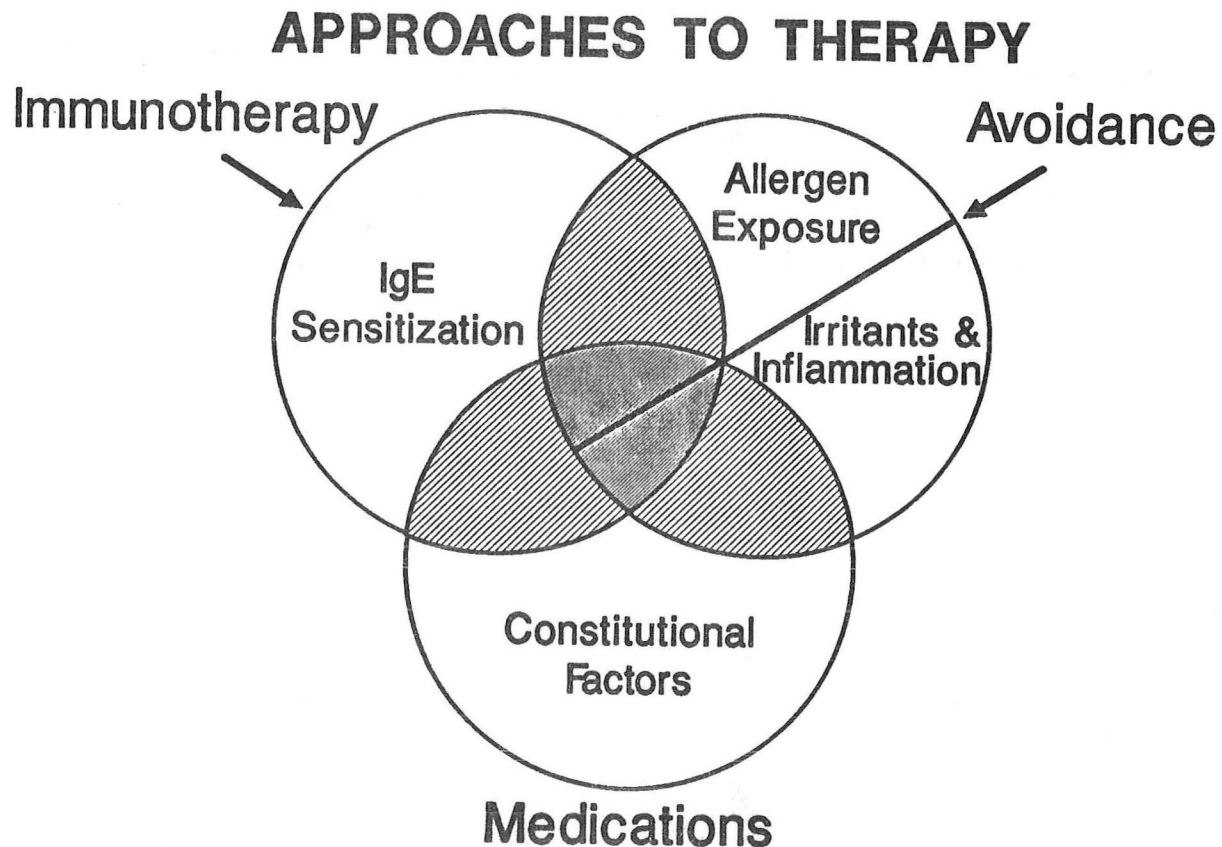 APPROACHES TO THERAPY
Immunotherapy
Avoidance
Allergen
Exposure
IgE
Sensitization
Irritants &
Inflammation
Constitutional
Factors
Medications